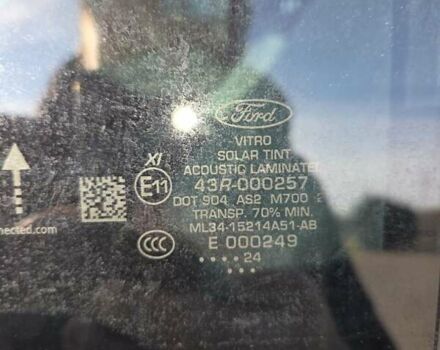 Ford
VITRO
SOLAR TINT
XI ACOUSTIC LAMINATED
E11 43R-000257
DOT 904 AS2 M700 2
TRANSP. 70% MIN.
ML34-15214A51-AB
CCC E 000249
nected.com 24